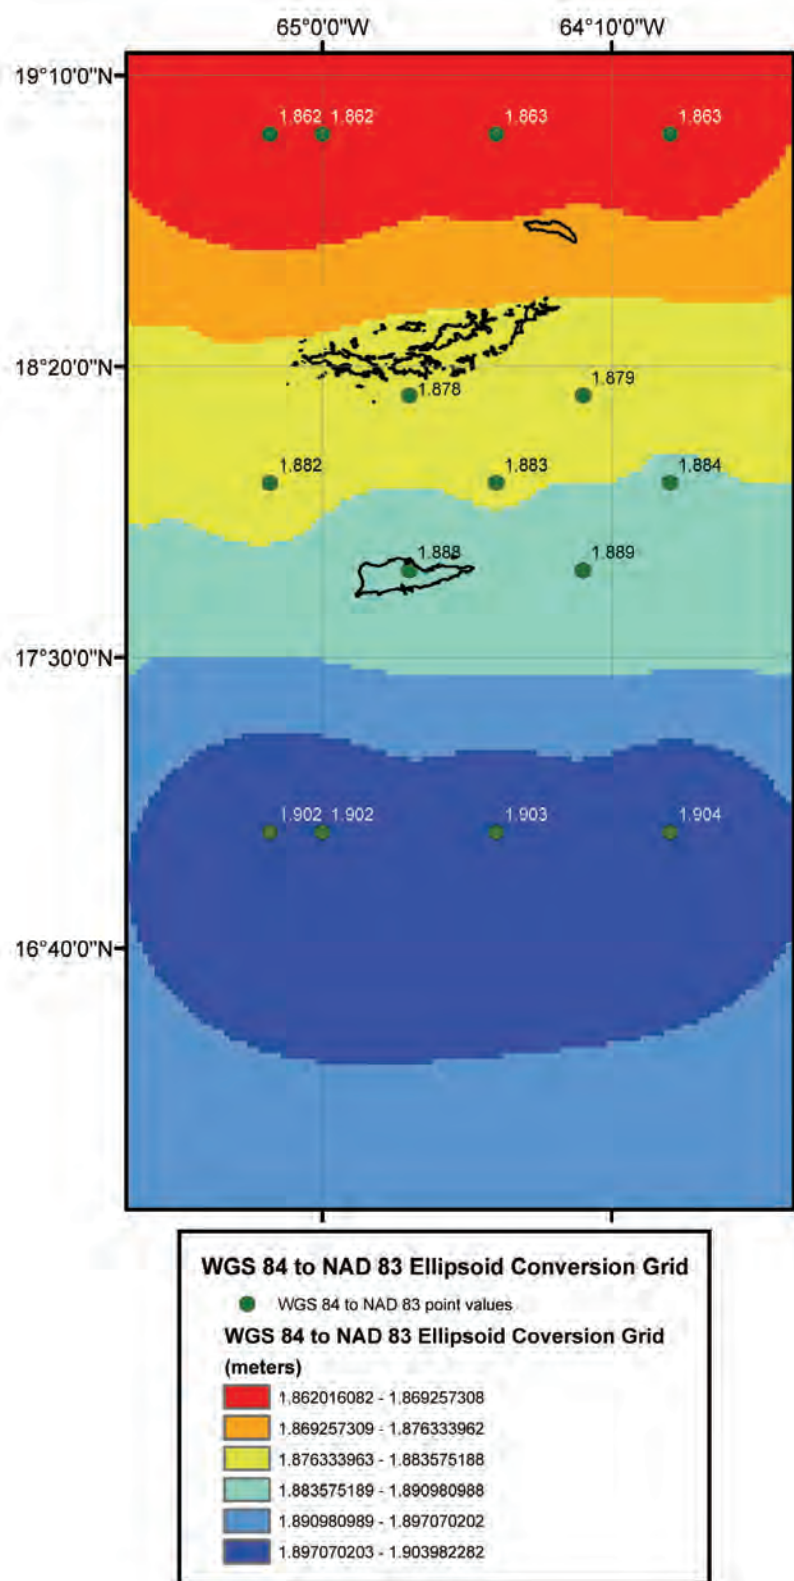 65°0'0"W 64°10'0"W
19°10'0"N
1.862 1.862 1.863 1.863
18°20'0"N
1.878 1.879
1.882 1.883 1.884
1.888 1.889
17°30'0"N
1.902 1.902 1.903 1.904
16°40'0"N
WGS 84 to NAD 83 Ellipsoid Conversion Grid
WGS 84 to NAD 83 point values
WGS 84 to NAD 83 Ellipsoid Coversion Grid
(meters)
1.862016082 - 1.869257308
1.869257309 - 1.876333962
1.876333963 - 1.883575188
1.883575189 - 1.890980988
1.890980989 - 1.897070202
1.897070203 - 1.903982282